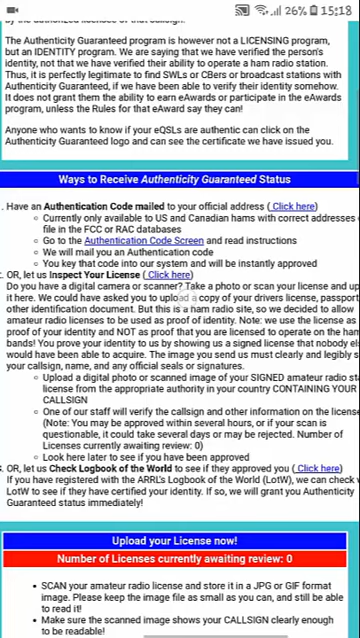 26% 15:18
by the authorized licensee of that callsign.
The Authenticity Guaranteed program is however not a LICENSING program,
but an IDENTITY program. We are saying that we have verified the person's
identity, not that we have verified their ability to operate a ham radio station.
Thus, it is perfectly legitimate to find SWLs or CBers or broadcast stations with
Authenticity Guaranteed, if we have been able to verify their identity somehow.
It does not grant them the ability to earn eAwards or participate in the eAwards
program, unless the Rules for that eAward say they can!
Anyone who wants to know if your eQSLs are authentic can click on the
Authenticity Guaranteed logo and can see the certificate we have issued you.
Ways to Receive Authenticity Guaranteed Status
. Have an Authentication Code mailed to your official address (Click here)
○ Currently only available to US and Canadian hams with correct addresses
file in the FCC or RAC databases
○ Go to the Authentication Code Screen and read instructions
○ We will mail you an Authentication code
○ You key that code into our system and will be instantly approved
. OR, let us Inspect Your License (Click here)
Do you have a digital camera or scanner? Take a photo or scan your license and up
it here. We could have asked you to upload a copy of your drivers license, passport
other identification document. But this is a ham radio site, so we decided to allow
amateur radio licenses to be used as proof of identity. Note: we use the license as
proof of your identity and NOT as proof that you are licensed to operate on the ham
bands! You prove your identity to us by showing us a signed license that nobody els
would have been able to acquire. The image you send us must clearly and legibly s
your callsign, name, and any official seals or signatures.
○ Upload a digital photo or scanned image of your SIGNED amateur radio sta
license from the appropriate authority in your country CONTAINING YOUR
CALLSIGN
○ One of our staff will verify the callsign and other information on the license
(Note: You may be approved within several hours, or if your scan is
questionable, it could take several days or may be rejected. Number of
Licenses currently awaiting review: 0)
○ Look here later to see if you have been approved
. OR, let us Check Logbook of the World to see if they approved you (Click here)
If you have registered with the ARRL's Logbook of the World (LotW), we can check
LotW to see if they have certified your identity. If so, we will grant you Authenticity
Guaranteed status immediately!
Upload your License now!
Number of Licenses currently awaiting review: 0
• SCAN your amateur radio license and store it in a JPG or GIF format
image. Please keep the image file as small as you can, and still be able
to read it!
• Make sure the scanned image shows your CALLSIGN clearly enough
to be readable!